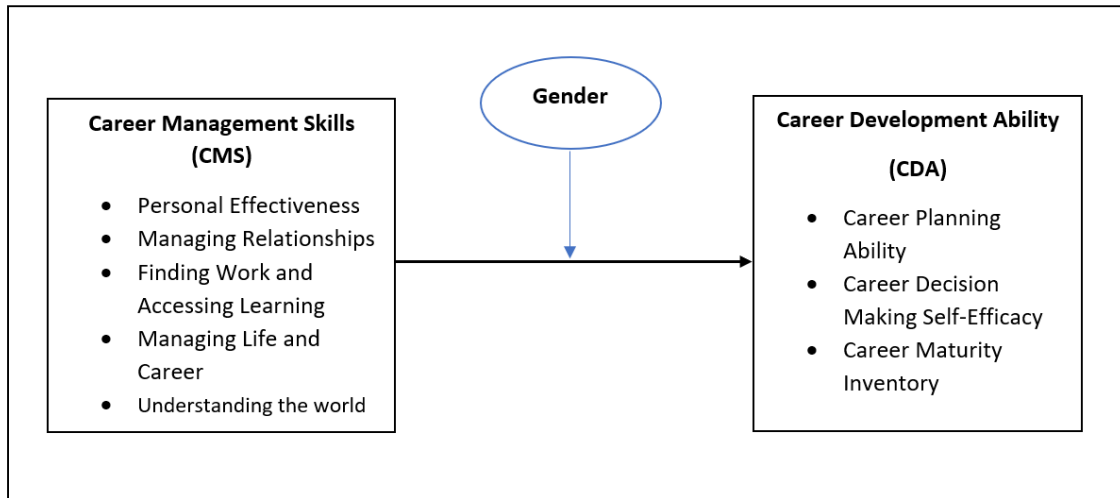 Career Management Skills
(CMS)
• Personal Effectiveness
• Managing Relationships
• Finding Work and
Accessing Learning
• Managing Life and
Career
• Understanding the world
Gender
Career Development Ability
(CDA)
• Career Planning
Ability
• Career Decision
Making Self-Efficacy
• Career Maturity
Inventory